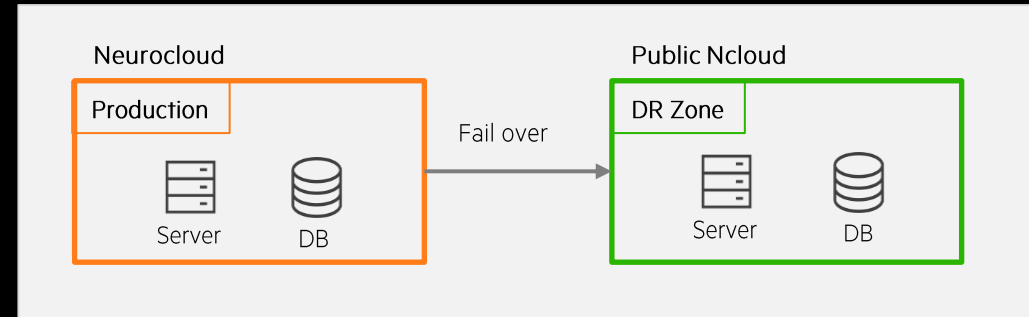 Neurocloud
Production
Server
DB
Fail over
Public Ncloud
DR Zone
Server
DB